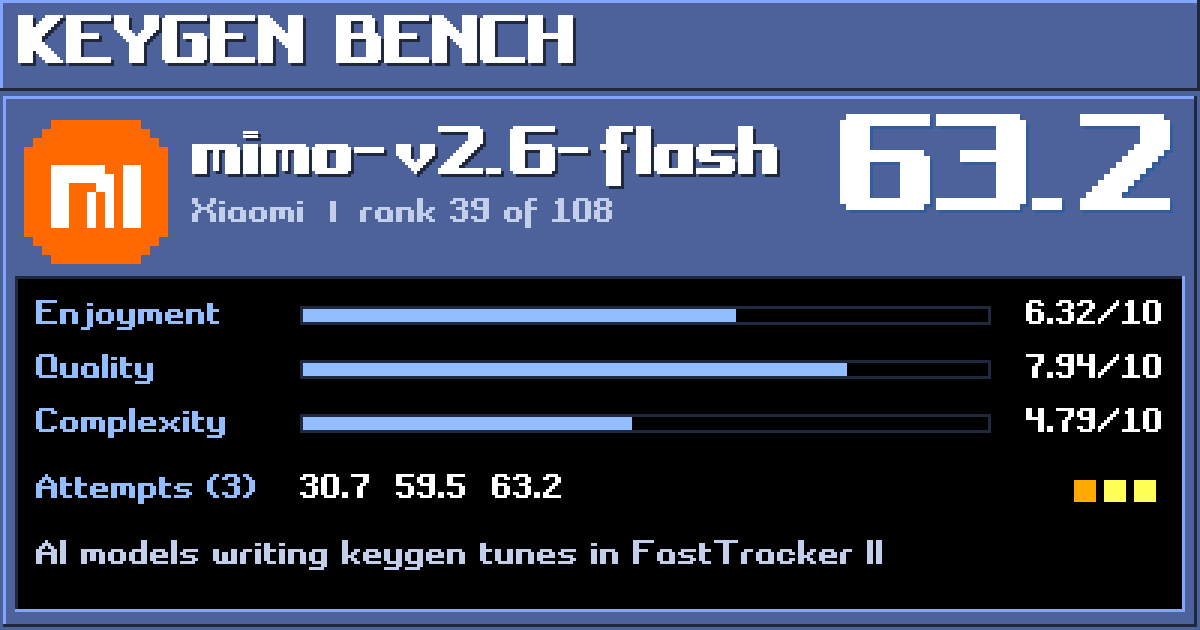 KEYGEN BENCH
mi
mimo-v2.6-flash
63.2
Xiaomi | rank 39 of 108
Enjoyment 6.32/10
Quality 7.94/10
Complexity 4.79/10
Attempts (3) 30.7 59.5 63.2
AI models writing keygen tunes in FastTracker II